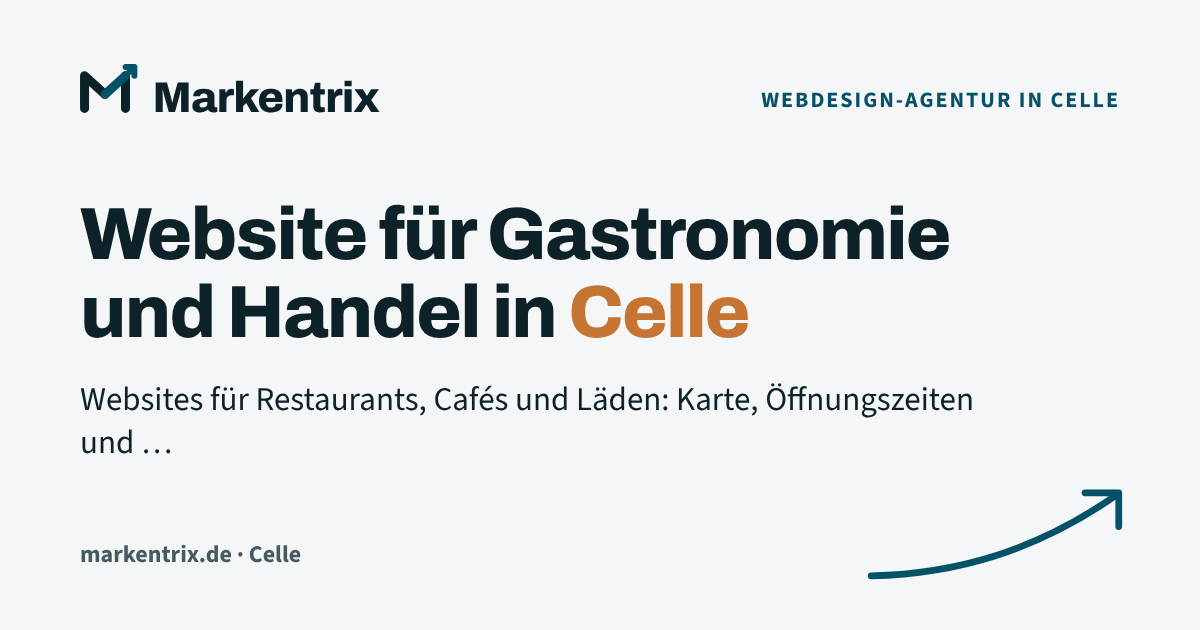 Markentrix
WEBDESIGN-AGENTUR IN CELLE
Website für Gastronomie
und Handel in Celle
Websites für Restaurants, Cafés und Läden: Karte, Öffnungszeiten
und …
markentrix.de · Celle